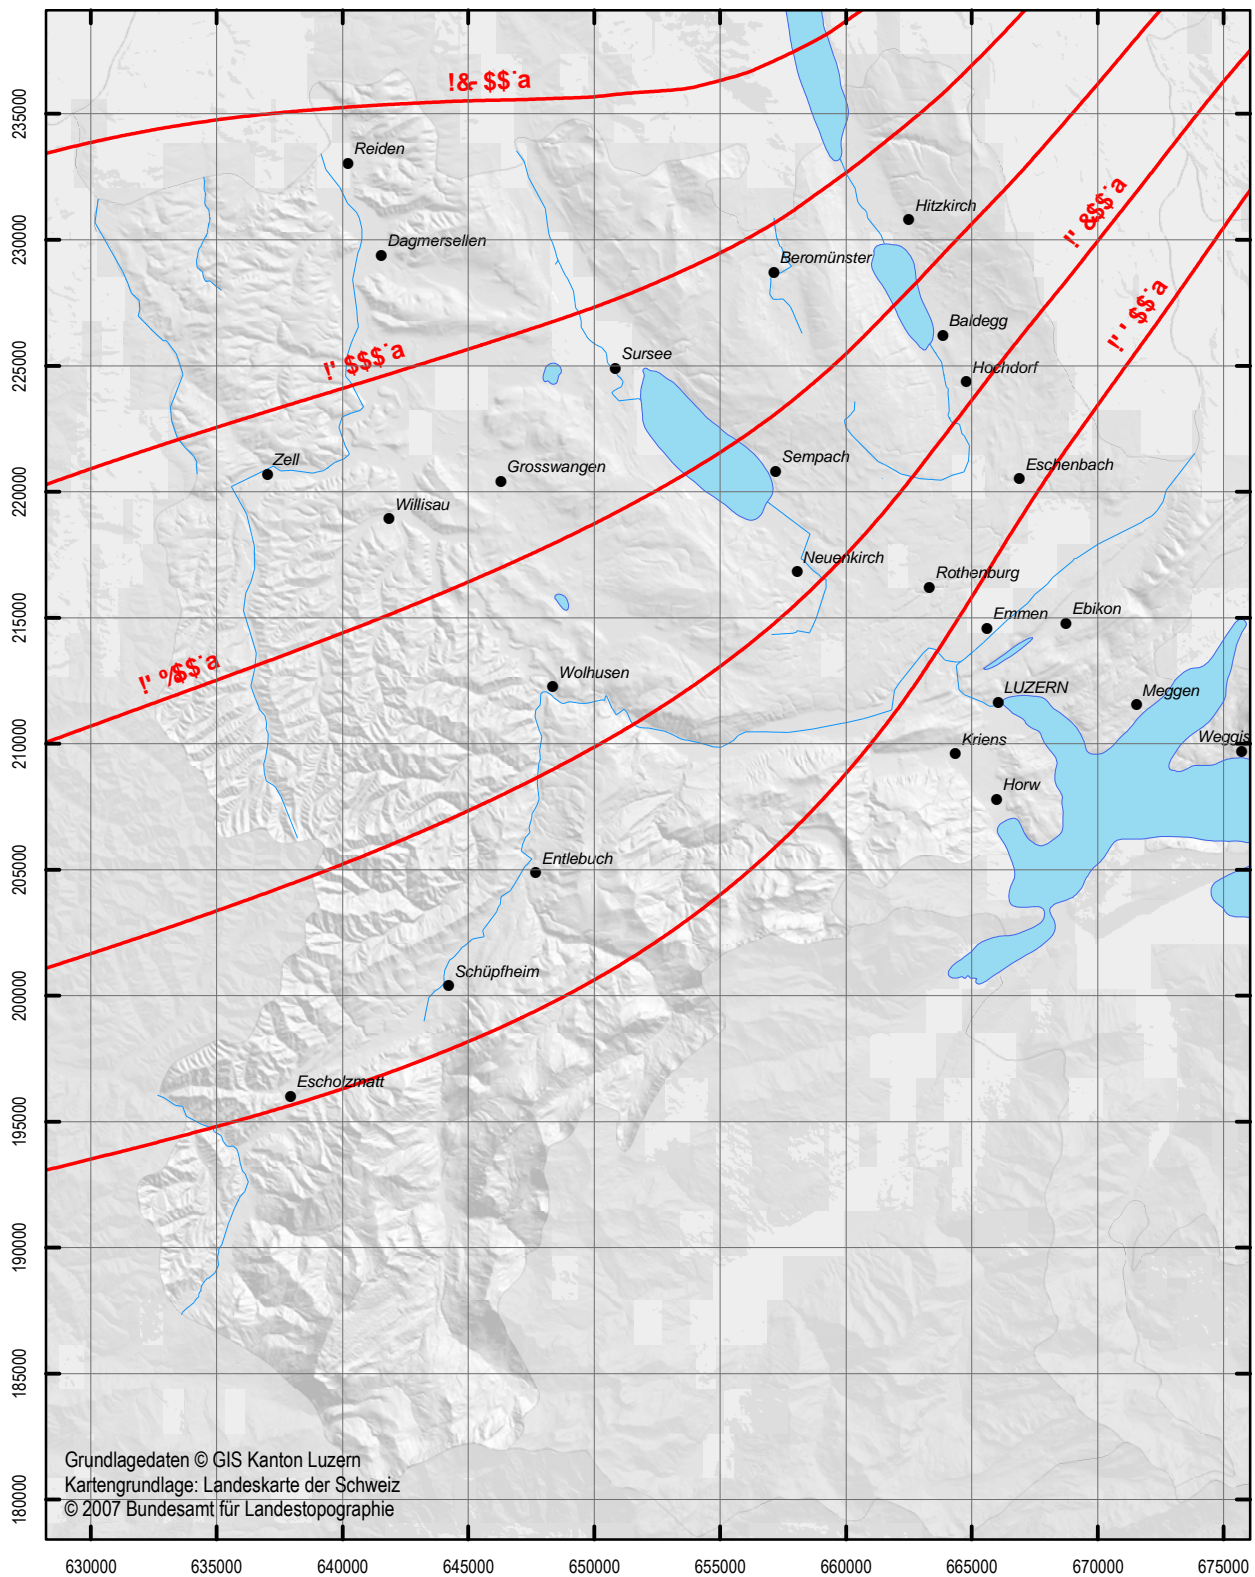 !&- $$˙a
235000
Reiden
Hitzkirch
!' &$$˙a
230000
Dagmersellen
Beromünster
!' ' $$˙a
Baldegg
!' $$$˙a
Sursee
225000
Hochdorf
Zell
Grosswangen
Sempach
Eschenbach
220000
Willisau
Neuenkirch
Rothenburg
215000
Emmen
Ebikon
!' %$$˙a
Wolhusen
LUZERN
Meggen
210000
Kriens
Weggis
Horw
205000
Entlebuch
Schüpfheim
200000
Escholzmatt
195000
190000
185000
Grundlagedaten © GIS Kanton Luzern
Kartengrundlage: Landeskarte der Schweiz
© 2007 Bundesamt für Landestopographie
180000
630000 635000 640000 645000 650000 655000 660000 665000 670000 675000